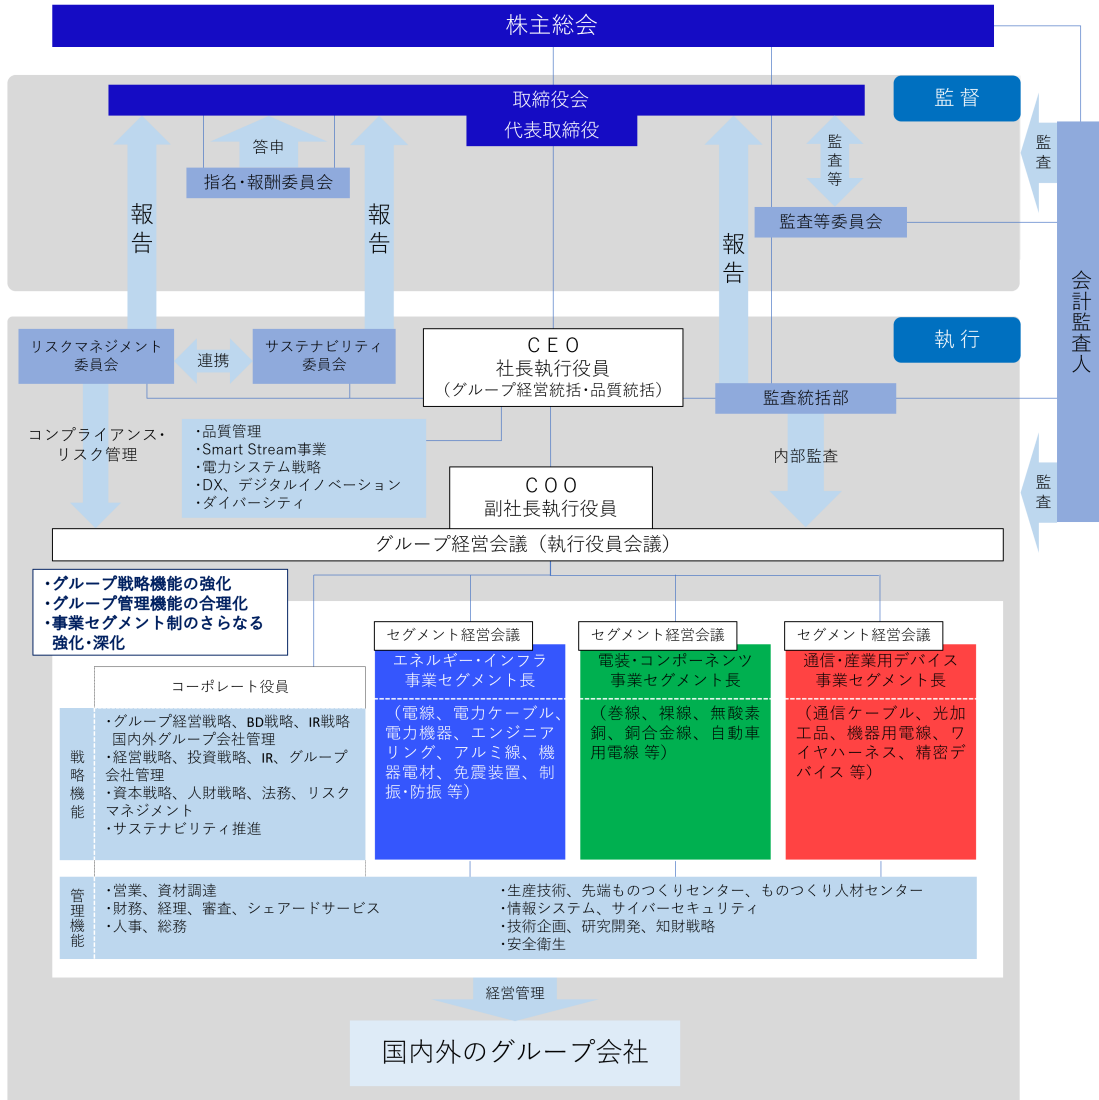 株主総会
取締役会
代表取締役
監督
答申
指名・報酬委員会
報告
報告
報告
監査等
監査等委員会
監査
会計監査人
執行
リスクマネジメント
委員会
連携
サステナビリティ
委員会
CEO
社長執行役員
（グループ経営統括・品質統括）
監査統括部
コンプライアンス・
リスク管理
・品質管理
・Smart Stream事業
・電力システム戦略
・DX、デジタルイノベーション
・ダイバーシティ
内部監査
監査
COO
副社長執行役員
グループ経営会議（執行役員会議）
・グループ戦略機能の強化
・グループ管理機能の合理化
・事業セグメント制のさらなる
強化・深化
コーポレート役員
戦略機能
・グループ経営戦略、BD戦略、IR戦略
国内外グループ会社管理
・経営戦略、投資戦略、IR、グループ
会社管理
・資本戦略、人財戦略、法務、リスク
マネジメント
・サステナビリティ推進
セグメント経営会議
エネルギー・インフラ
事業セグメント長
（電線、電力ケーブル、
電力機器、エンジニア
リング、アルミ線、機
器電材、免震装置、制
振・防振 等）
セグメント経営会議
電装・コンポーネンツ
事業セグメント長
（巻線、裸線、無酸素
銅、銅合金線、自動車
用電線 等）
セグメント経営会議
通信・産業用デバイス
事業セグメント長
（通信ケーブル、光加
工品、機器用電線、ワ
イヤハーネス、精密デ
バイス 等）
管理機能
・営業、資材調達
・財務、経理、審査、シェアードサービス
・人事、総務
・生産技術、先端ものつくりセンター、ものつくり人材センター
・情報システム、サイバーセキュリティ
・技術企画、研究開発、知財戦略
・安全衛生
経営管理
国内外のグループ会社